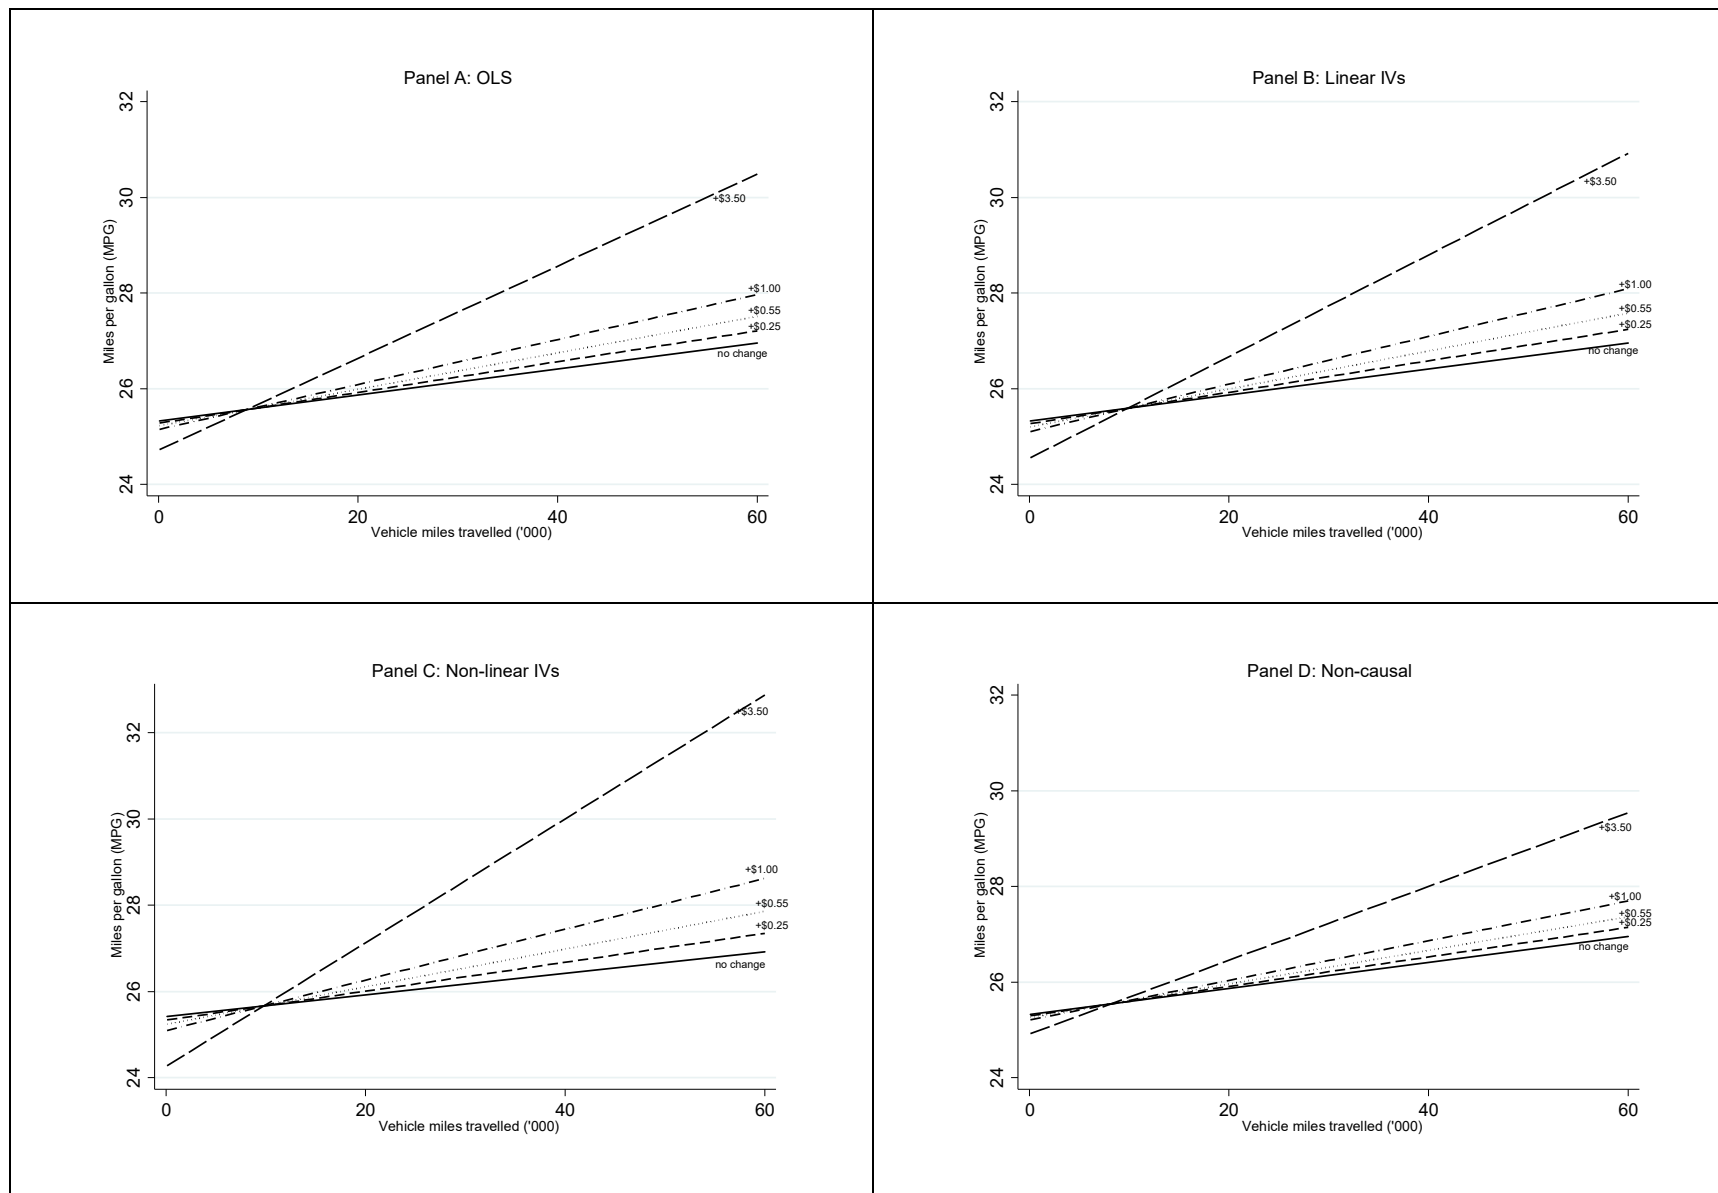 Panel A: OLS
32
30
28
26
24
Miles per gallon (MPG)
+$3.50
+$1.00
+$0.55
+$0.25
no change
0 20 40 60
Vehicle miles travelled ('000)
Panel B: Linear IVs
32
30
28
26
24
Miles per gallon (MPG)
+$3.50
+$1.00
+$0.55
+$0.25
no change
0 20 40 60
Vehicle miles travelled ('000)
Panel C: Non-linear IVs
32
30
28
26
24
Miles per gallon (MPG)
+$3.50
+$1.00
+$0.55
+$0.25
no change
0 20 40 60
Vehicle miles travelled ('000)
Panel D: Non-causal
32
30
28
26
24
Miles per gallon (MPG)
+$3.50
+$1.00
+$0.55
+$0.25
no change
0 20 40 60
Vehicle miles travelled ('000)